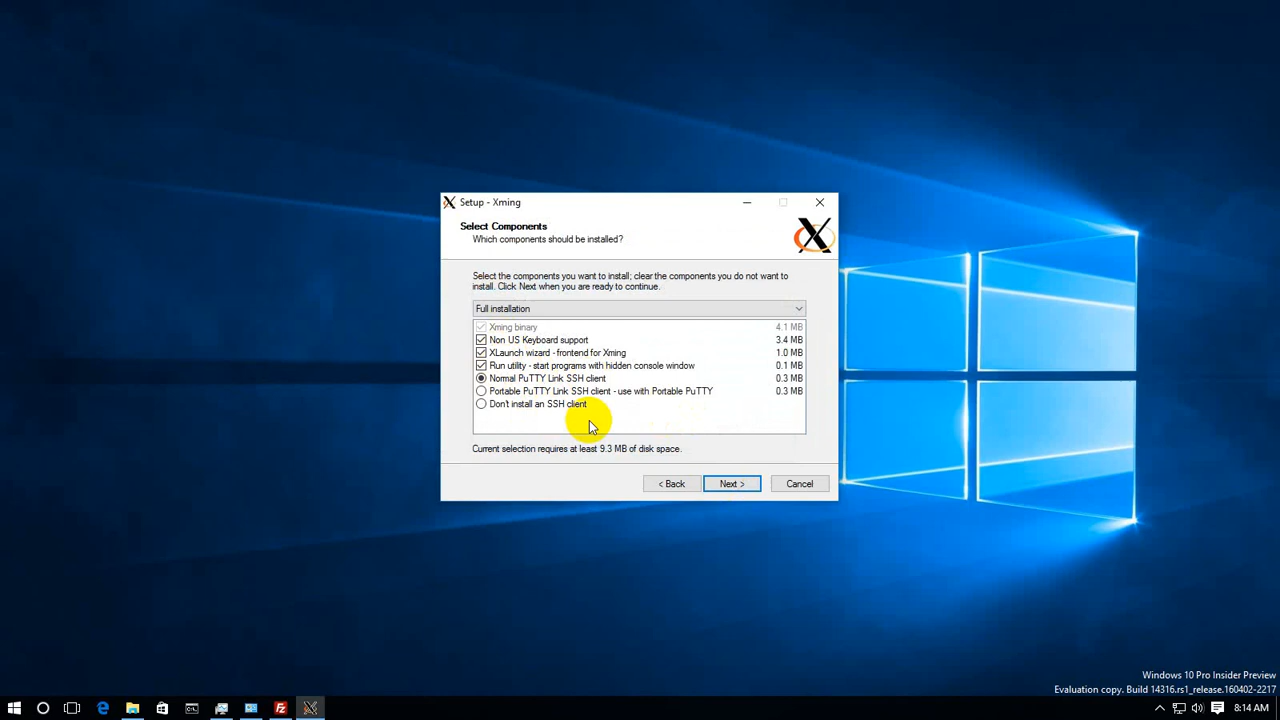 Setup - Xming
Select Components
Which components should be installed?
Select the components you want to install; clear the components you do not want to
install. Click Next when you are ready to continue.
Full installation
Xming binary 4.1 MB
Non US Keyboard support 3.4 MB
XLaunch wizard - frontend for Xming 1.0 MB
Run utility - start programs with hidden console window 0.1 MB
Normal PuTTY Link SSH client 0.3 MB
Portable PuTTY Link SSH client - use with Portable PuTTY 0.3 MB
Don't install an SSH client
Current selection requires at least 9.3 MB of disk space.
< Back Next > Cancel
Windows 10 Pro Insider Preview
Evaluation copy. Build 14316.rs1_release.160402-2217
8:14 AM